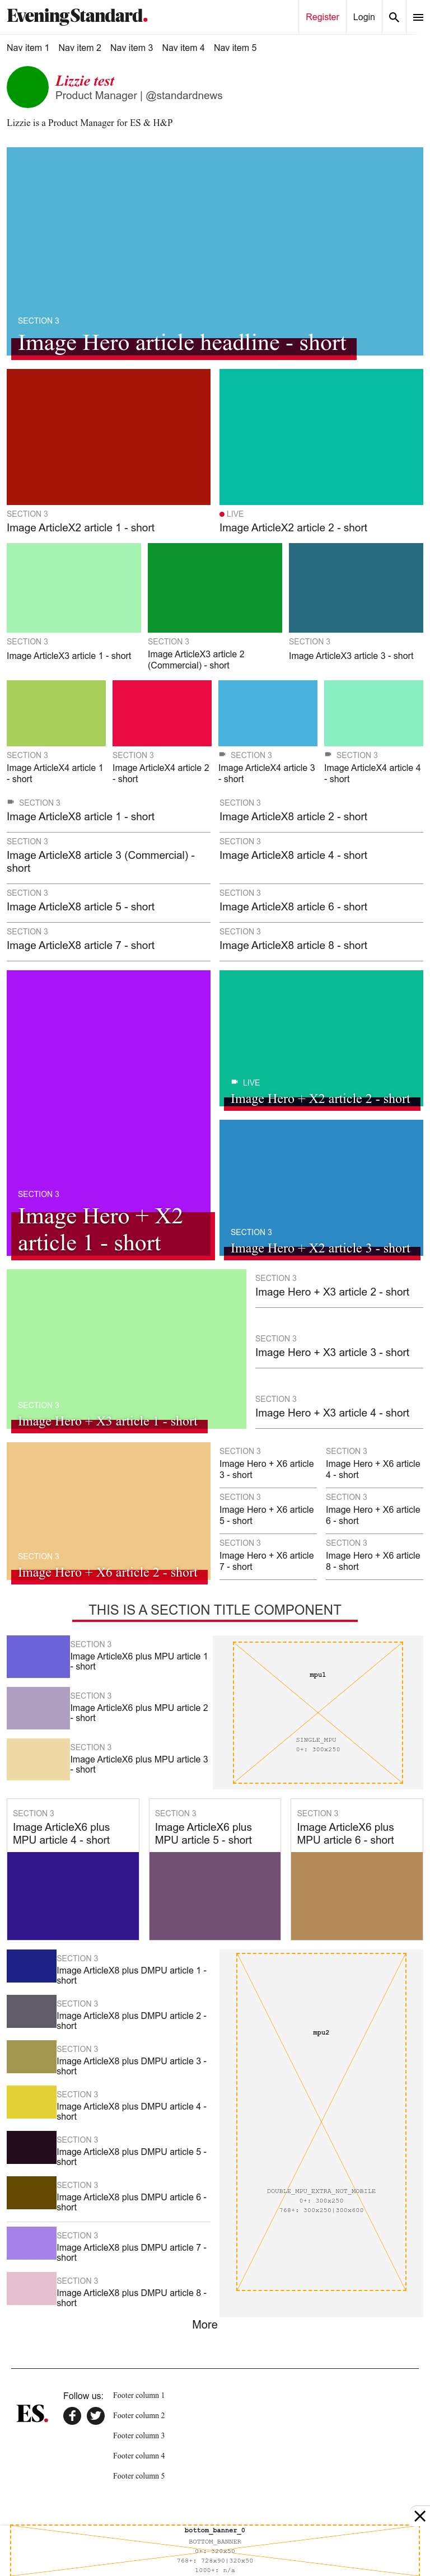 Evening Standard.
Register
Login
Nav item 1 Nav item 2 Nav item 3 Nav item 4 Nav item 5
Lizzie test
Product Manager | @standardnews
Lizzie is a Product Manager for ES & H&P
SECTION 3
Image Hero article headline - short
SECTION 3
Image ArticleX2 article 1 - short
LIVE
Image ArticleX2 article 2 - short
SECTION 3
Image ArticleX3 article 1 - short
SECTION 3
Image ArticleX3 article 2
(Commercial) - short
SECTION 3
Image ArticleX3 article 3 - short
SECTION 3
Image ArticleX4 article 1
- short
SECTION 3
Image ArticleX4 article 2
- short
SECTION 3
Image ArticleX4 article 3
- short
SECTION 3
Image ArticleX4 article 4
- short
SECTION 3
Image ArticleX8 article 1 - short
SECTION 3
Image ArticleX8 article 2 - short
SECTION 3
Image ArticleX8 article 3 (Commercial) -
short
SECTION 3
Image ArticleX8 article 4 - short
SECTION 3
Image ArticleX8 article 5 - short
SECTION 3
Image ArticleX8 article 6 - short
SECTION 3
Image ArticleX8 article 7 - short
SECTION 3
Image ArticleX8 article 8 - short
SECTION 3
Image Hero + X2
article 1 - short
LIVE
Image Hero + X2 article 2 - short
SECTION 3
Image Hero + X2 article 3 - short
SECTION 3
Image Hero + X3 article 1 - short
SECTION 3
Image Hero + X3 article 2 - short
SECTION 3
Image Hero + X3 article 3 - short
SECTION 3
Image Hero + X3 article 4 - short
SECTION 3
Image Hero + X6 article 2 - short
SECTION 3
Image Hero + X6 article
3 - short
SECTION 3
Image Hero + X6 article
4 - short
SECTION 3
Image Hero + X6 article
5 - short
SECTION 3
Image Hero + X6 article
6 - short
SECTION 3
Image Hero + X6 article
7 - short
SECTION 3
Image Hero + X6 article
8 - short
THIS IS A SECTION TITLE COMPONENT
SECTION 3
Image ArticleX6 plus MPU article 1
- short
SECTION 3
Image ArticleX6 plus MPU article 2
- short
SECTION 3
Image ArticleX6 plus MPU article 3
- short
mpu1
SINGLE_MPU
0+: 300x250
SECTION 3
Image ArticleX6 plus
MPU article 4 - short
SECTION 3
Image ArticleX6 plus
MPU article 5 - short
SECTION 3
Image ArticleX6 plus
MPU article 6 - short
SECTION 3
Image ArticleX8 plus DMPU article 1 -
short
SECTION 3
Image ArticleX8 plus DMPU article 2 -
short
SECTION 3
Image ArticleX8 plus DMPU article 3 -
short
SECTION 3
Image ArticleX8 plus DMPU article 4 -
short
SECTION 3
Image ArticleX8 plus DMPU article 5 -
short
SECTION 3
Image ArticleX8 plus DMPU article 6 -
short
SECTION 3
Image ArticleX8 plus DMPU article 7 -
short
SECTION 3
Image ArticleX8 plus DMPU article 8 -
short
mpu2
DOUBLE_MPU_EXTRA_NOT_MOBILE
0+: 300x250
768+: 300x250|300x600
More
ES.
Follow us:
Footer column 1
Footer column 2
Footer column 3
Footer column 4
Footer column 5
bottom_banner_0
BOTTOM_BANNER
0+: 320x50
768+: 728x90|320x50
1000+: n/a